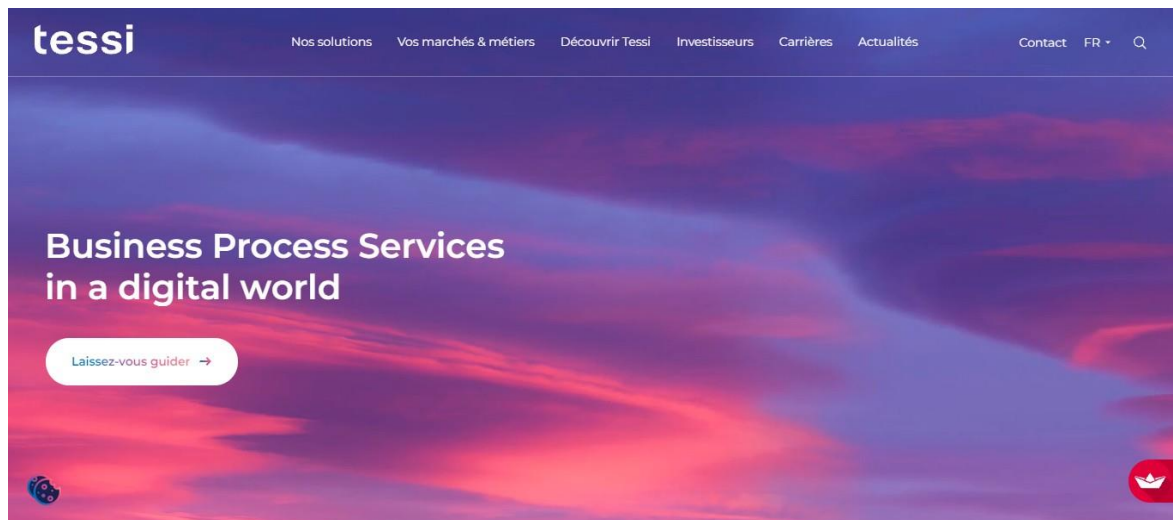 tessi
Nos solutions Vos marchés & métiers Découvrir Tessi Investisseurs Carrières Actualités Contact FR
Business Process Services
in a digital world
Laissez-vous guider →